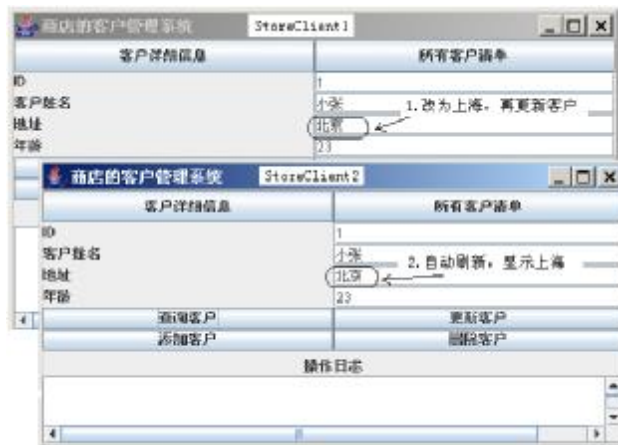 商店的客户管理系统 StoreClient1
客户详细信息 所有客户清单
ID 1
客户姓名 小张
1.改为上海，再更新客户
地址 北京
年龄 23
商店的客户管理系统 StoreClient2
客户详细信息 所有客户清单
ID 1
客户姓名 小张
2.自动刷新，显示上海
地址 北京
年龄 23
查询客户 更新客户
添加客户 删除客户
操作日志